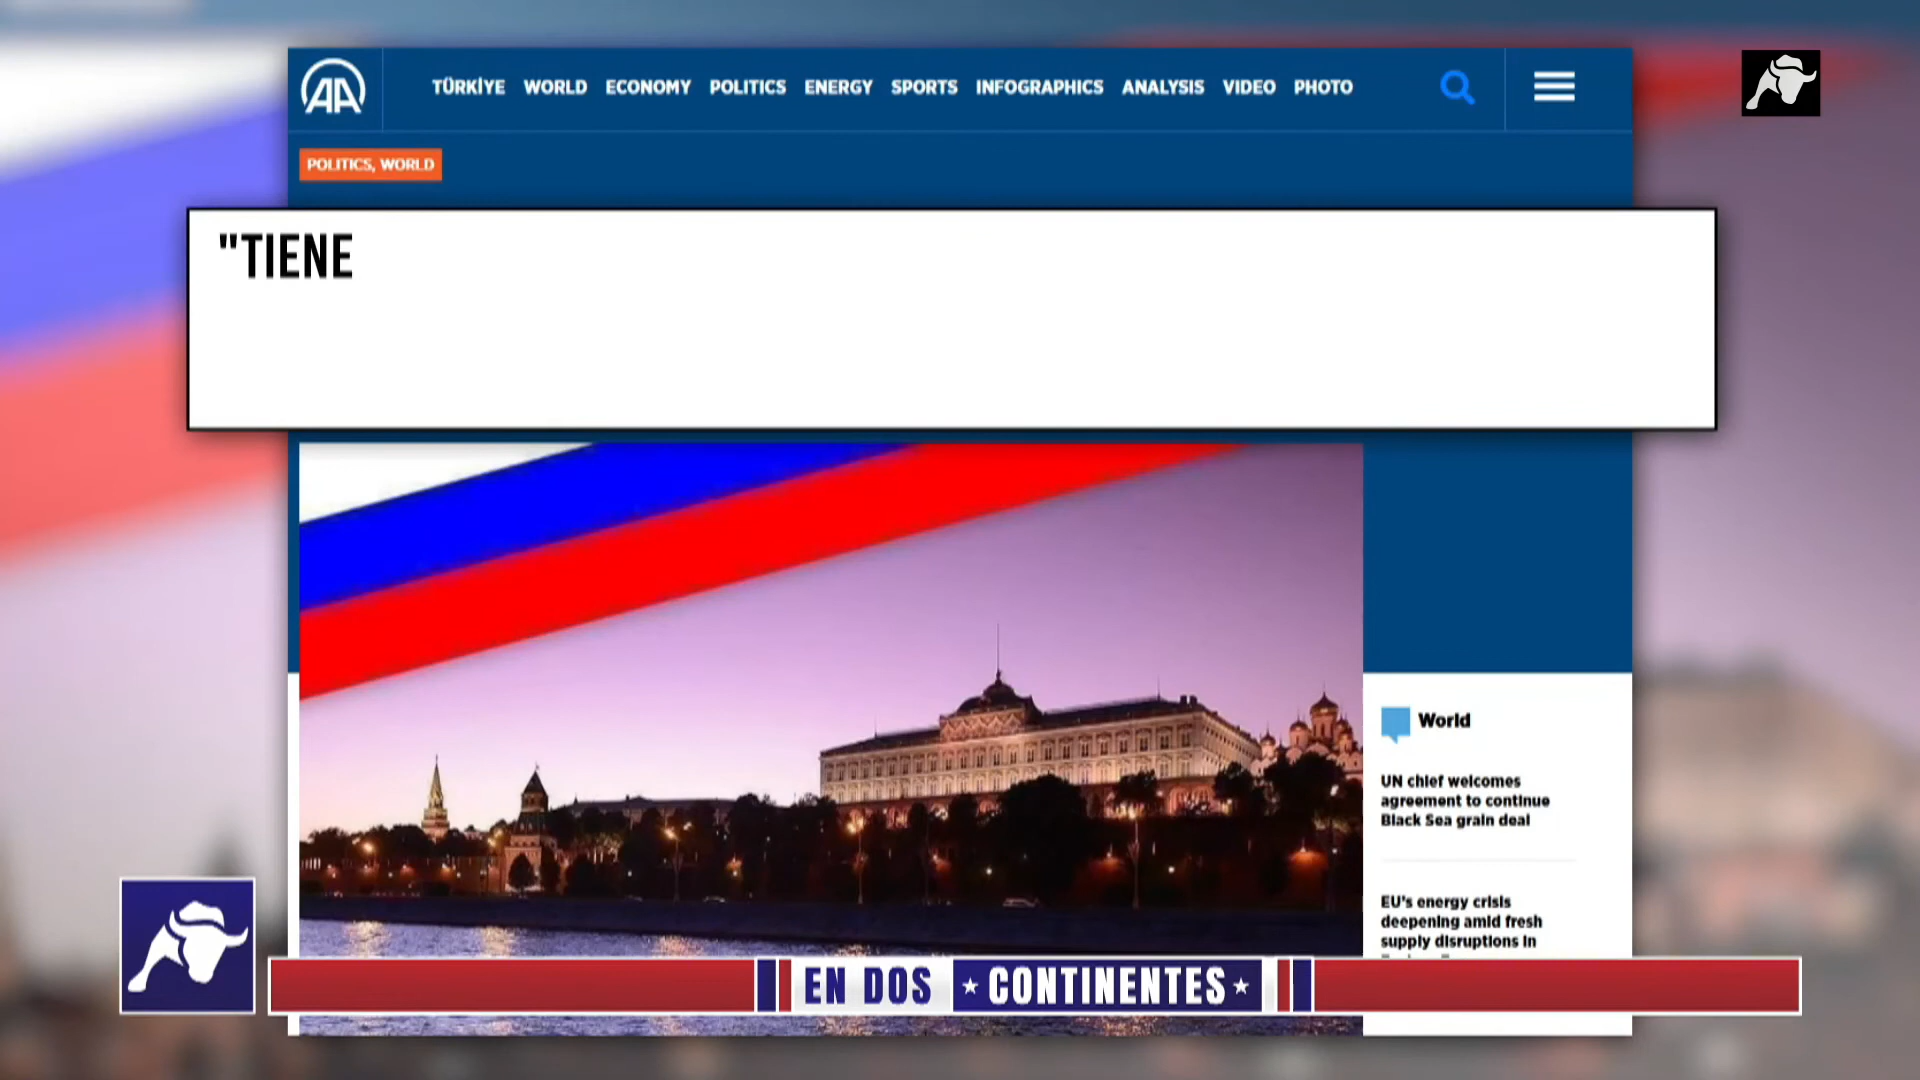 AA
TÜRKİYE WORLD ECONOMY POLITICS ENERGY SPORTS INFOGRAPHICS ANALYSIS VIDEO PHOTO
POLITICS, WORLD
"TIENE
World
UN chief welcomes
agreement to continue
Black Sea grain deal
EU's energy crisis
deepening amid fresh
supply disruptions in
EN DOS CONTINENTES